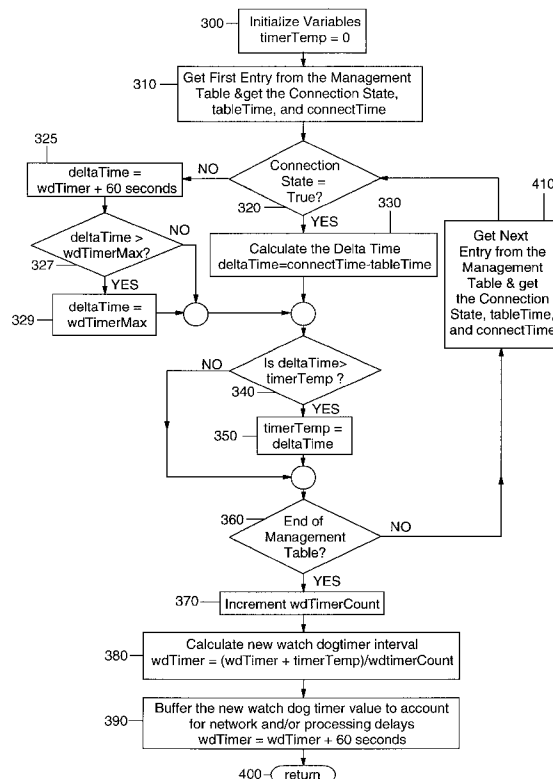 300
Initialize Variables
timerTemp = 0
310
Get First Entry from the Management
Table &get the Connection State,
tableTime, and connectTime
325
deltaTime =
wdTimer + 60 seconds
NO
Connection
State =
True?
320
YES
330
410
deltaTime >
wdTimerMax?
327
NO
YES
Calculate the Delta Time
deltaTime=connectTime-tableTime
Get Next
Entry from the
Management
Table & get
the Connection
State, tableTime,
and connectTime
329
deltaTime =
wdTimerMax
NO
Is deltaTime>
timerTemp ?
340
YES
350
timerTemp =
deltaTime
360
End of
Management
Table?
NO
YES
370
Increment wdTimerCount
380
Calculate new watch dogtimer interval
wdTimer = (wdTimer + timerTemp)/wdtimerCount
390
Buffer the new watch dog timer value to account
for network and/or processing delays
wdTimer = wdTimer + 60 seconds
400
return